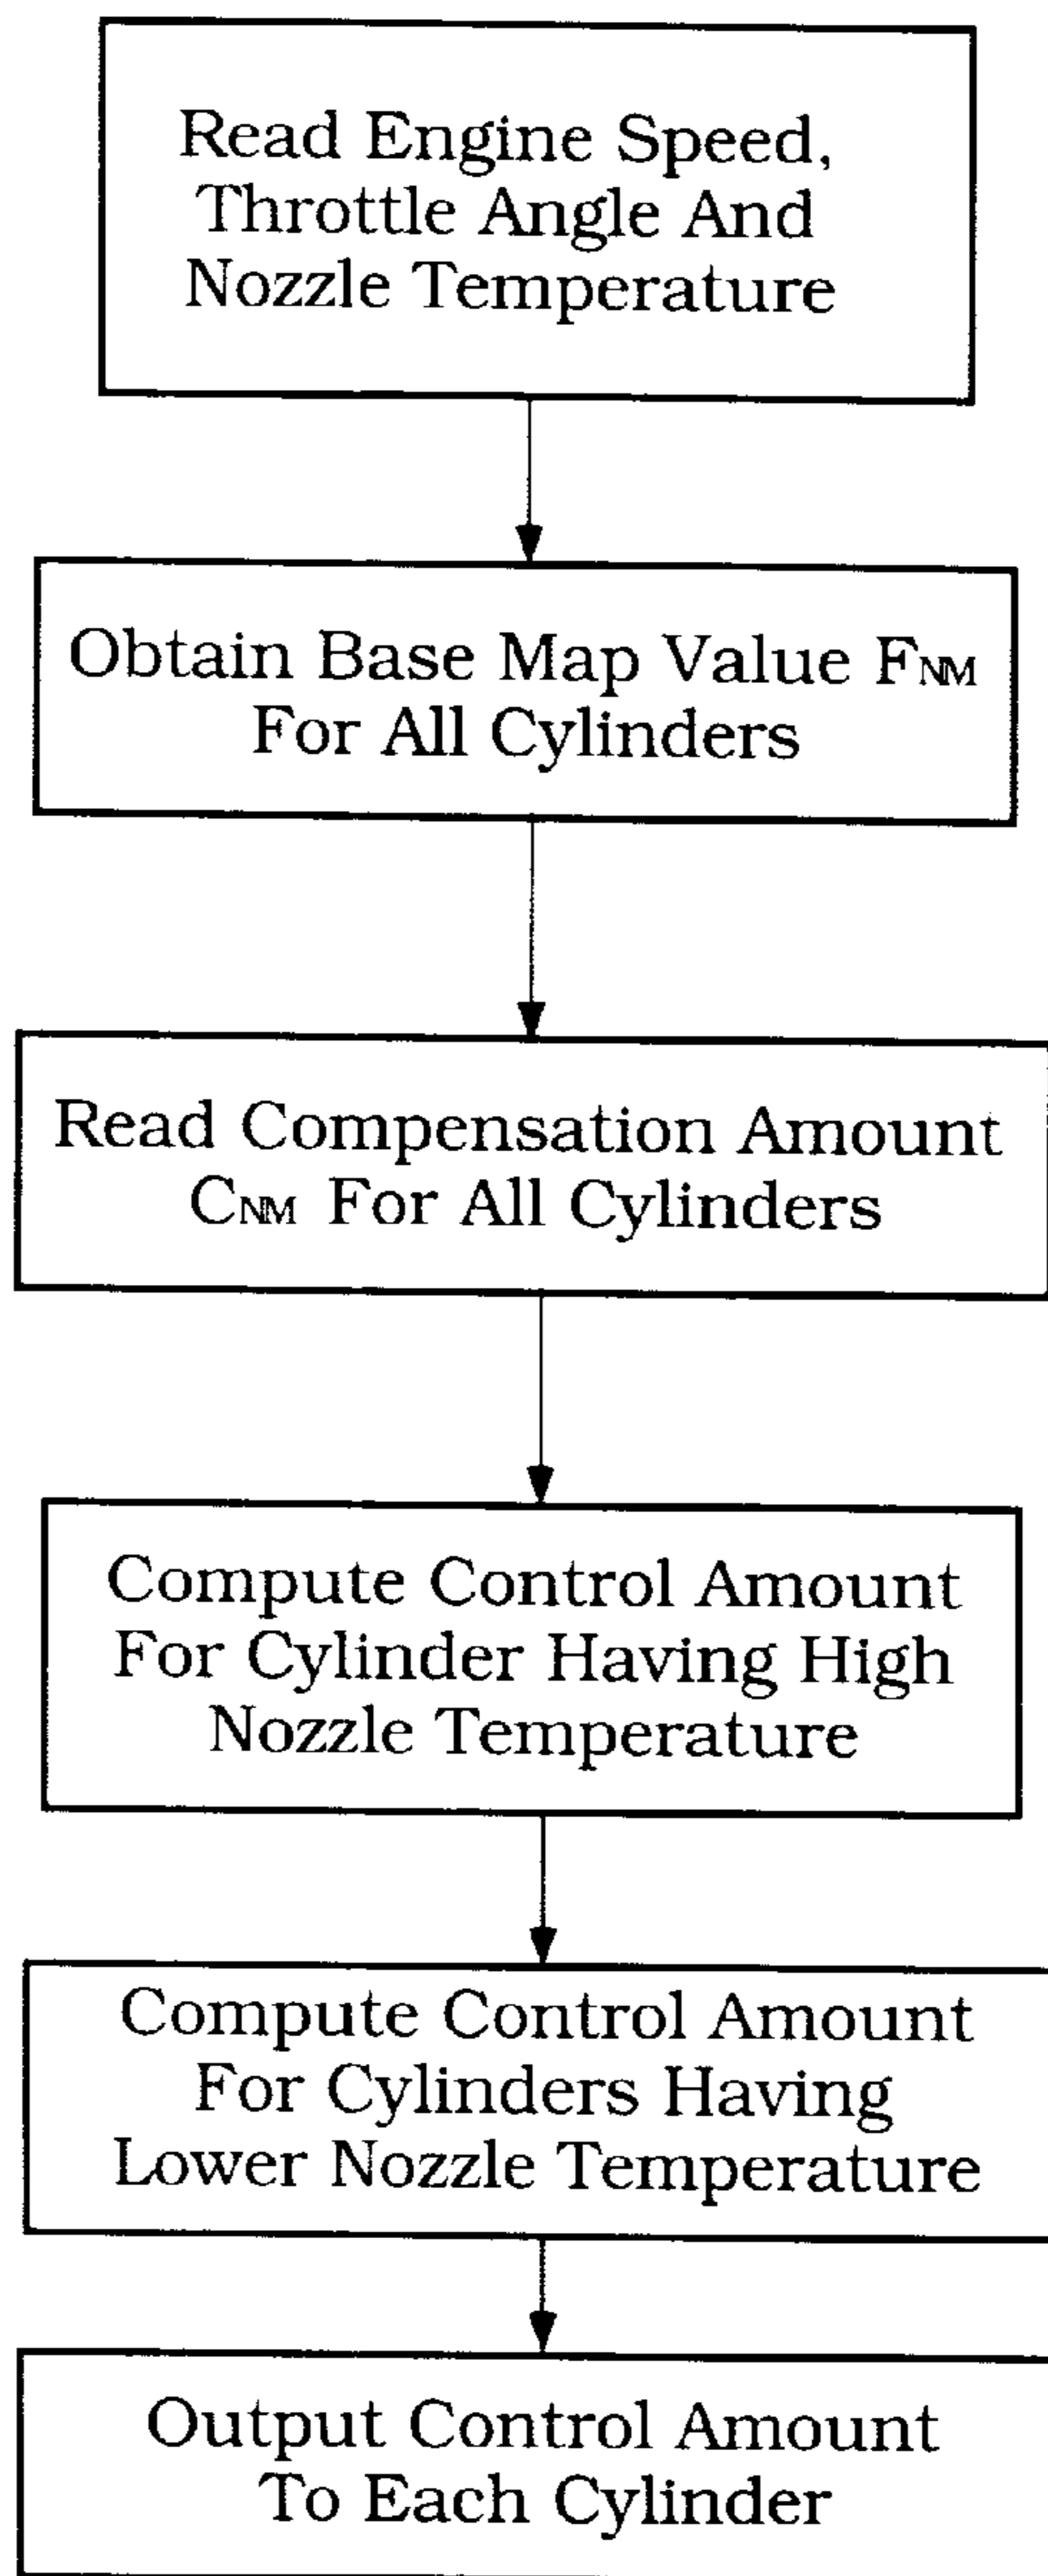 Read Engine Speed,
Throttle Angle And
Nozzle Temperature
Obtain Base Map Value FNM
For All Cylinders
Read Compensation Amount
CNM For All Cylinders
Compute Control Amount
For Cylinder Having High
Nozzle Temperature
Compute Control Amount
For Cylinders Having
Lower Nozzle Temperature
Output Control Amount
To Each Cylinder